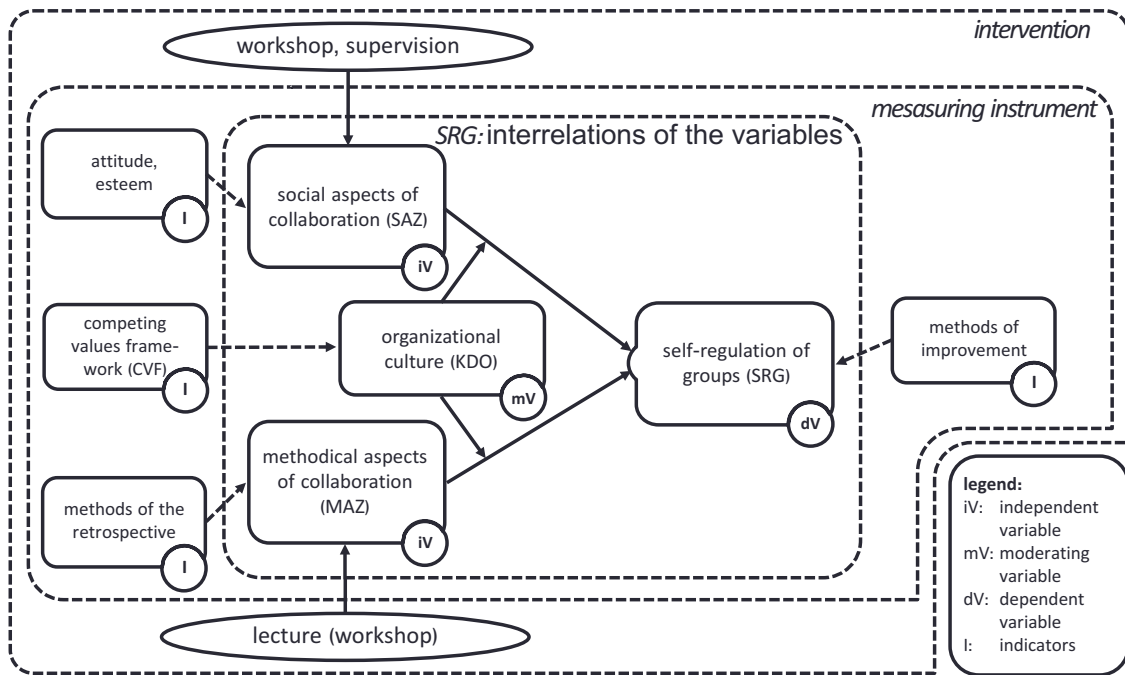 intervention
workshop, supervision
mesasuring instrument
SRG: interrelations of the variables
attitude,
esteem
I
social aspects of
collaboration (SAZ)
iV
competing
values frame-
work (CVF)
I
organizational
culture (KDO)
mV
self-regulation of
groups (SRG)
dV
methods of
improvement
I
methods of the
retrospective
I
methodical aspects
of collaboration
(MAZ)
iV
lecture (workshop)
legend:
iV: independent
variable
mV: moderating
variable
dV: dependent
variable
I: indicators